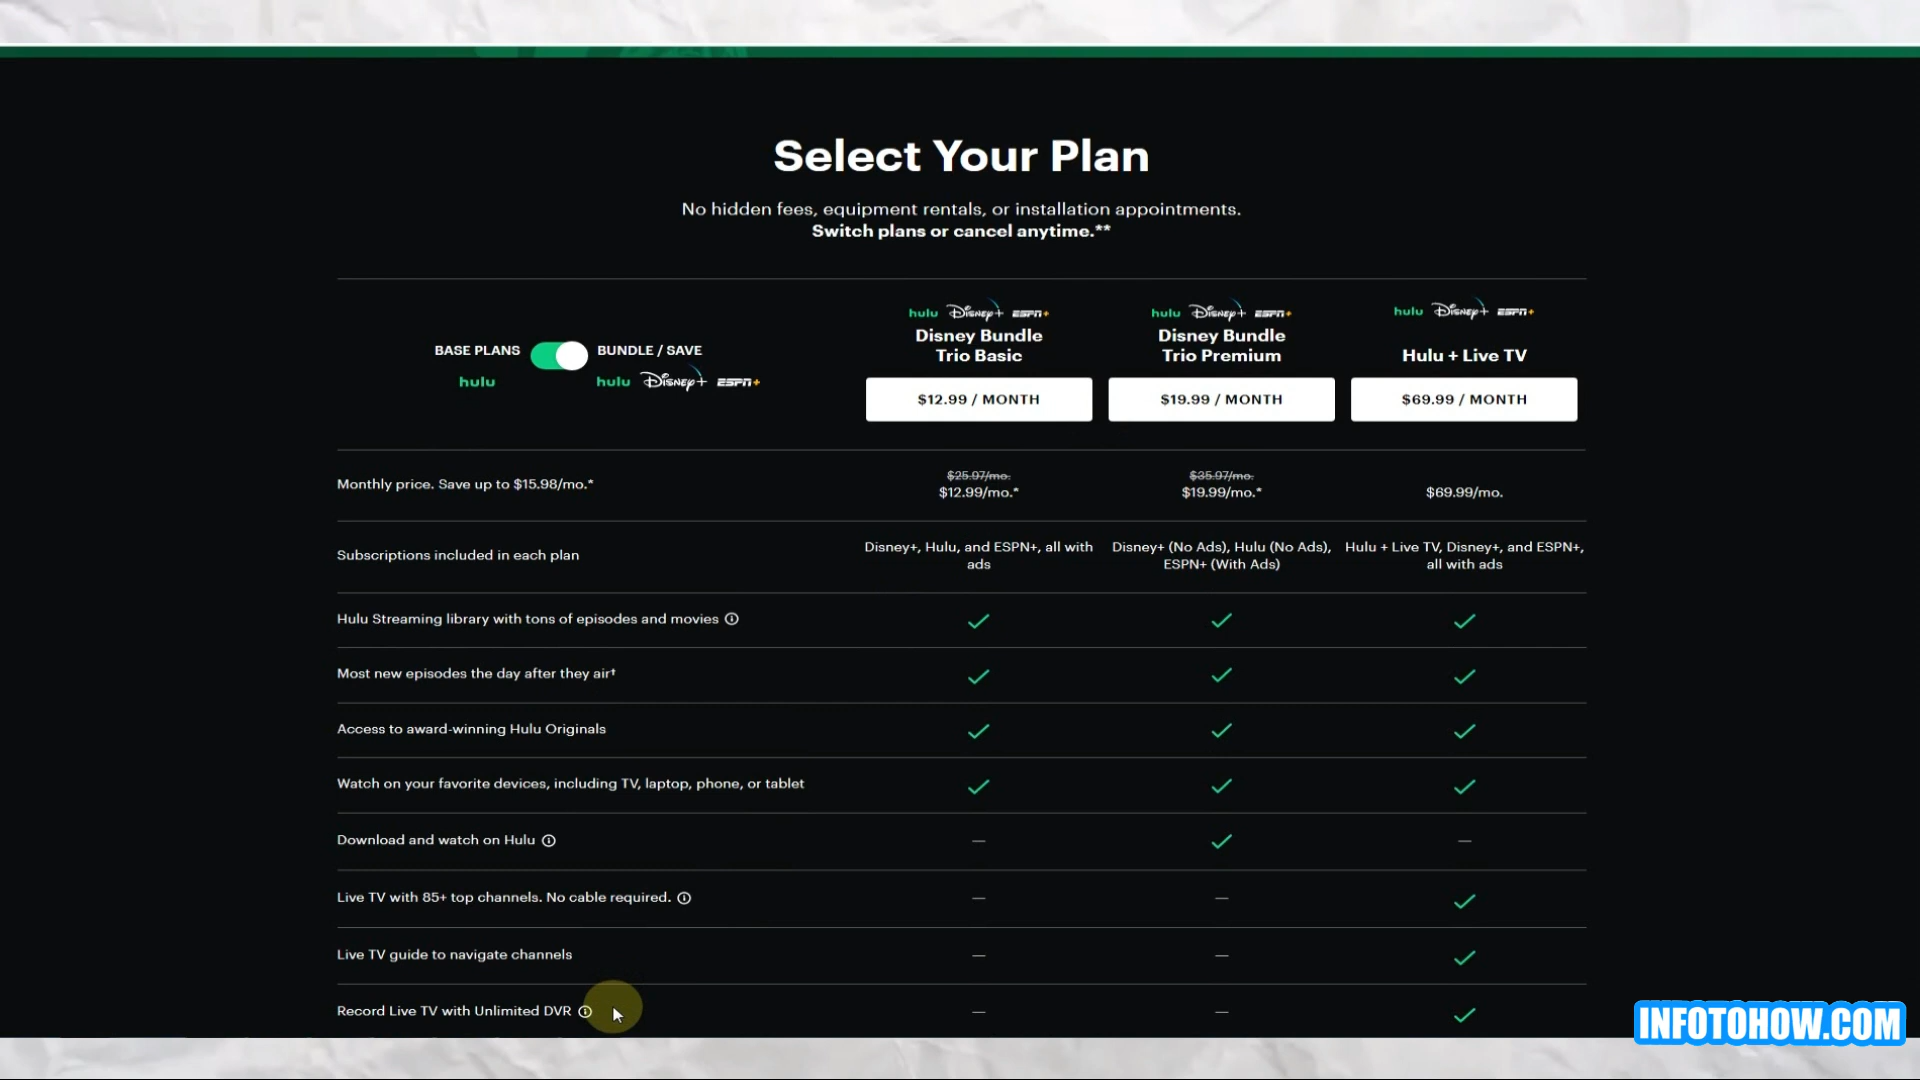 Select Your Plan
No hidden fees, equipment rentals, or installation appointments.
Switch plans or cancel anytime.**
BASE PLANS
hulu
BUNDLE / SAVE
hulu Disney+ ESPN+
hulu Disney+ ESPN+
Disney Bundle
Trio Basic
$12.99 / MONTH
hulu Disney+ ESPN+
Disney Bundle
Trio Premium
$19.99 / MONTH
hulu Disney+ ESPN+
Hulu + Live TV
$69.99 / MONTH
Monthly price. Save up to $15.98/mo.*
$25.97/mo.
$12.99/mo.*
$35.97/mo.
$19.99/mo.*
$69.99/mo.
Subscriptions included in each plan
Disney+, Hulu, and ESPN+, all with
ads
Disney+ (No Ads), Hulu (No Ads),
ESPN+ (With Ads)
Hulu + Live TV, Disney+, and ESPN+,
all with ads
Hulu Streaming library with tons of episodes and movies
Most new episodes the day after they air†
Access to award-winning Hulu Originals
Watch on your favorite devices, including TV, laptop, phone, or tablet
Download and watch on Hulu
Live TV with 85+ top channels. No cable required.
Live TV guide to navigate channels
Record Live TV with Unlimited DVR
INFOTOHOW.COM